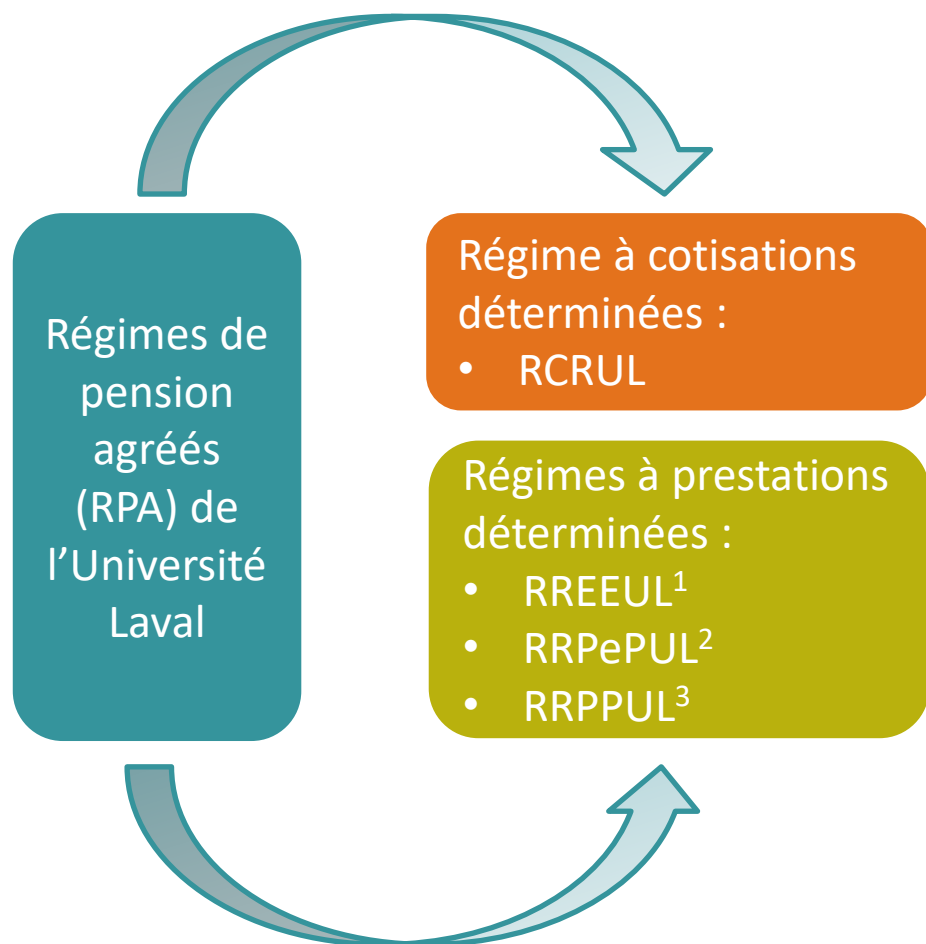 Régimes de
pension
agréés
(RPA) de
l’Université
Laval
Régime à cotisations
déterminées :
• RCRUL
Régimes à prestations
déterminées :
• RREEUL¹
• RRPePUL²
• RRPPUL³